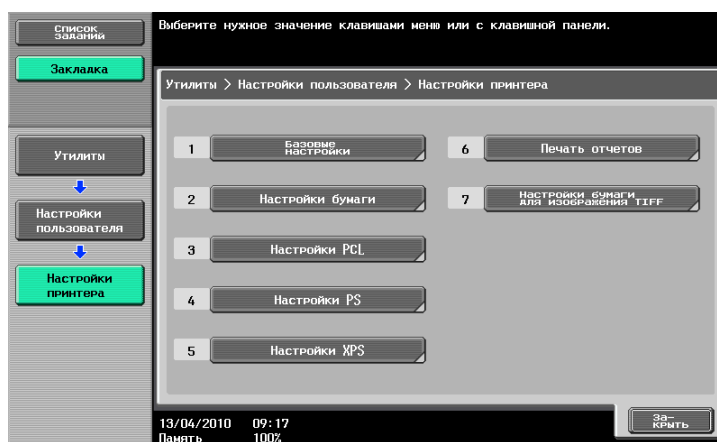 Список
заданий
Выберите нужное значение клавишами меню или с клавишной панели.
Закладка
Утилиты > Настройки пользователя > Настройки принтера
1 Базовые
настройки
6 Печать отчетов
Утилиты
2 Настройки бумаги
7 Настройки бумаги
для изображения TIFF
Настройки
пользователя
3 Настройки PCL
Настройки
принтера
4 Настройки PS
5 Настройки XPS
За-
крыть
13/04/2010 09:17
Память 100%